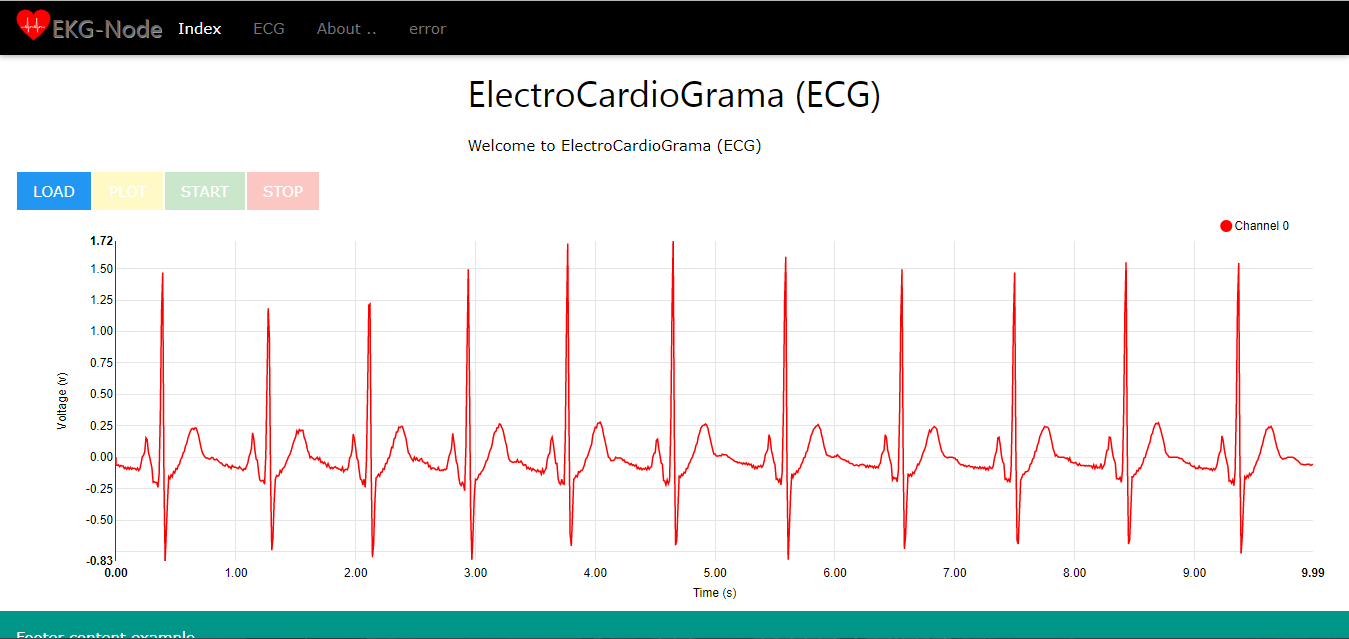 EKG-Node Index ECG About .. error
ElectroCardioGrama (ECG)
Welcome to ElectroCardioGrama (ECG)
LOAD PLOT START STOP
Channel 0
1.72
1.50
1.25
1.00
0.75
0.50
0.25
0.00
-0.25
-0.50
-0.83
Voltage (v)
0.00 1.00 2.00 3.00 4.00 5.00 6.00 7.00 8.00 9.00 9.99
Time (s)
Footer content example